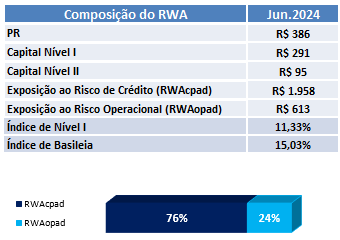 Composição do RWA Jun.2024
PR R$ 386
Capital Nível I R$ 291
Capital Nível II R$ 95
Exposição ao Risco de Crédito (RWAcpad) R$ 1.958
Exposição ao Risco Operacional (RWAopad) R$ 613
Índice de Nível I 11,33%
Índice de Basileia 15,03%
RWAcpad
RWAopad
76% 24%